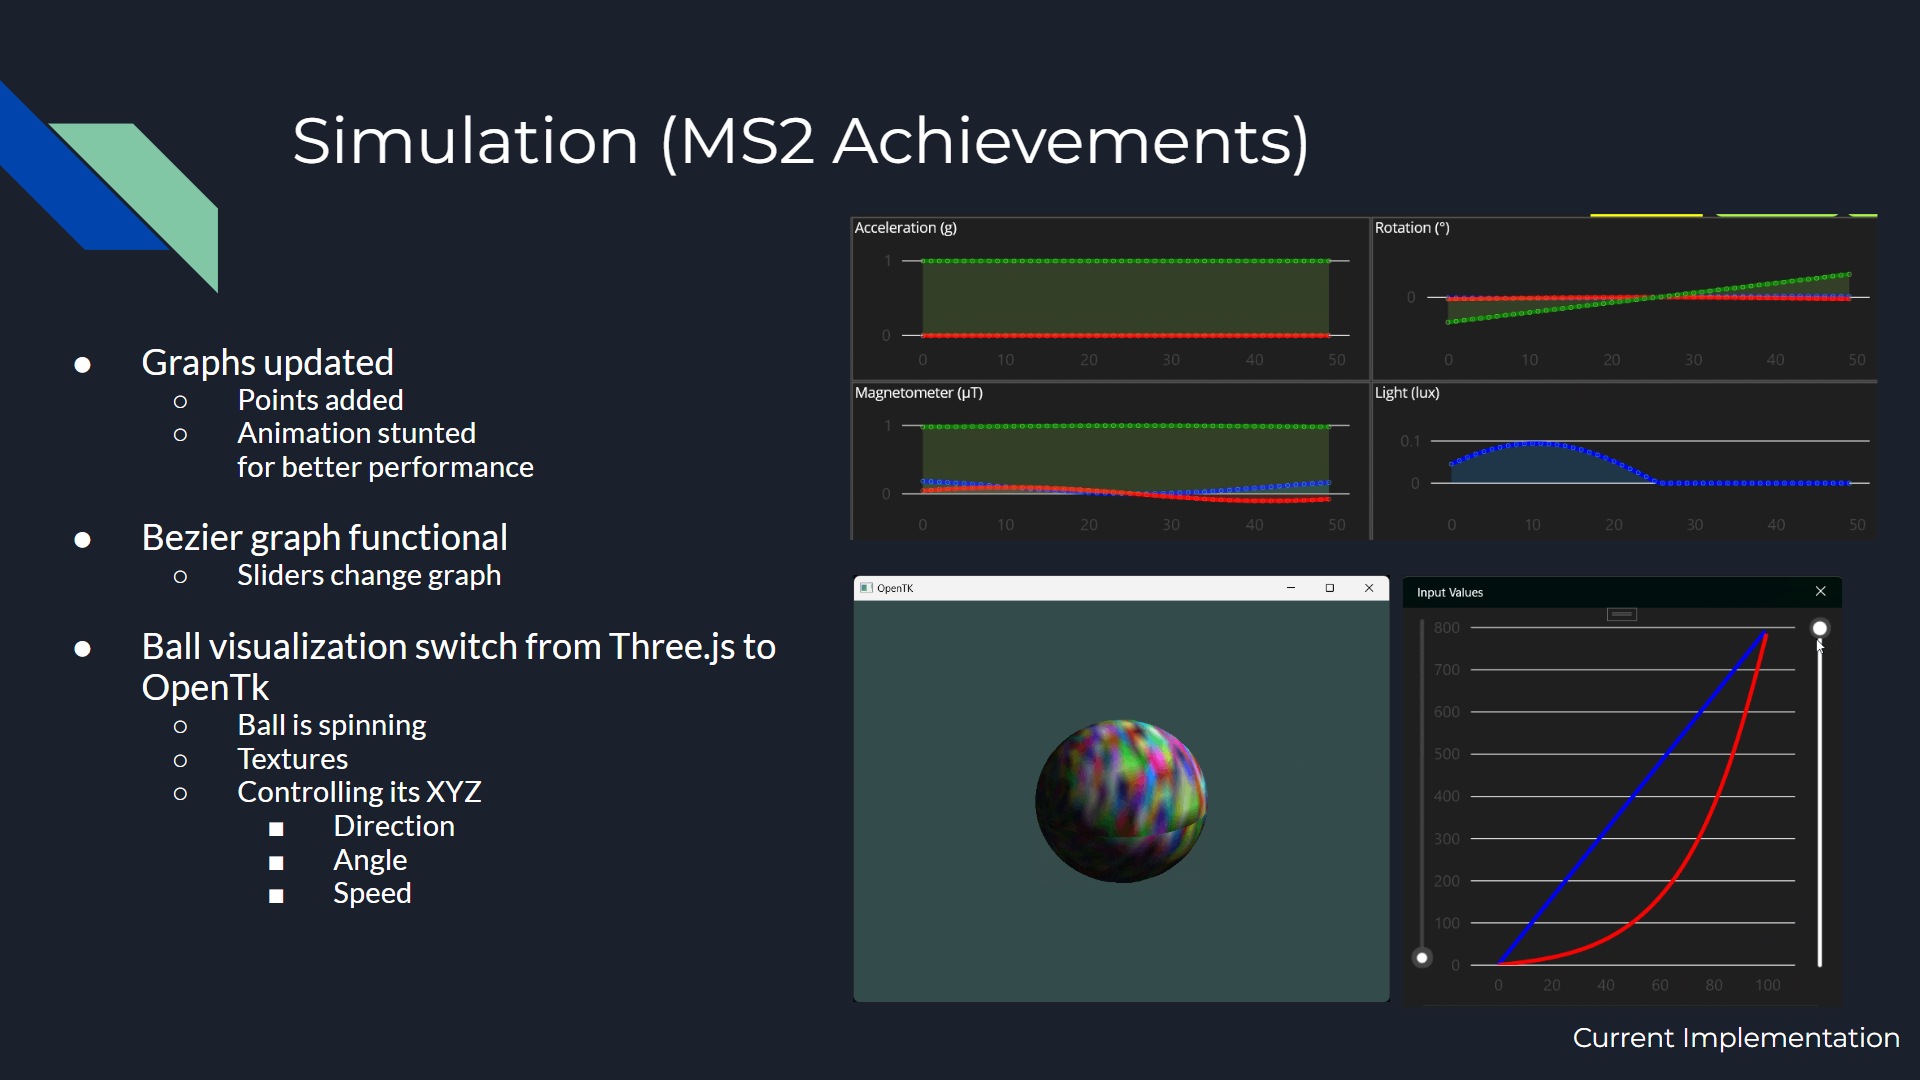 Simulation (MS2 Achievements)
● Graphs updated
○ Points added
○ Animation stunted
for better performance
● Bezier graph functional
○ Sliders change graph
● Ball visualization switch from Three.js to
OpenTk
○ Ball is spinning
○ Textures
○ Controlling its XYZ
■ Direction
■ Angle
■ Speed
Acceleration (g)
1
0
0 10 20 30 40 50
Rotation (°)
0
0 10 20 30 40 50
Magnetometer (µT)
1
0
0 10 20 30 40 50
Light (lux)
0.1
0
0 10 20 30 40 50
OpenTK
Input Values
800
700
600
500
400
300
200
100
0
0 20 40 60 80 100
Current Implementation